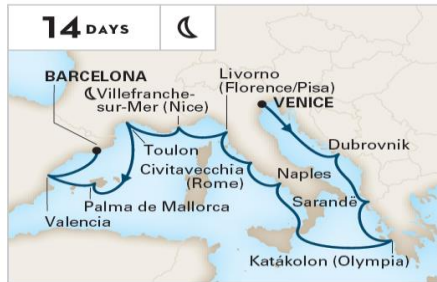 14 DAYS
BARCELONA
Villefranche-
sur-Mer (Nice)
Livorno
(Florence/Pisa)
VENICE
Toulon
Dubrovnik
Civitavecchia
(Rome)
Naples
Sarandë
Palma de Mallorca
Valencia
Katákolon (Olympia)